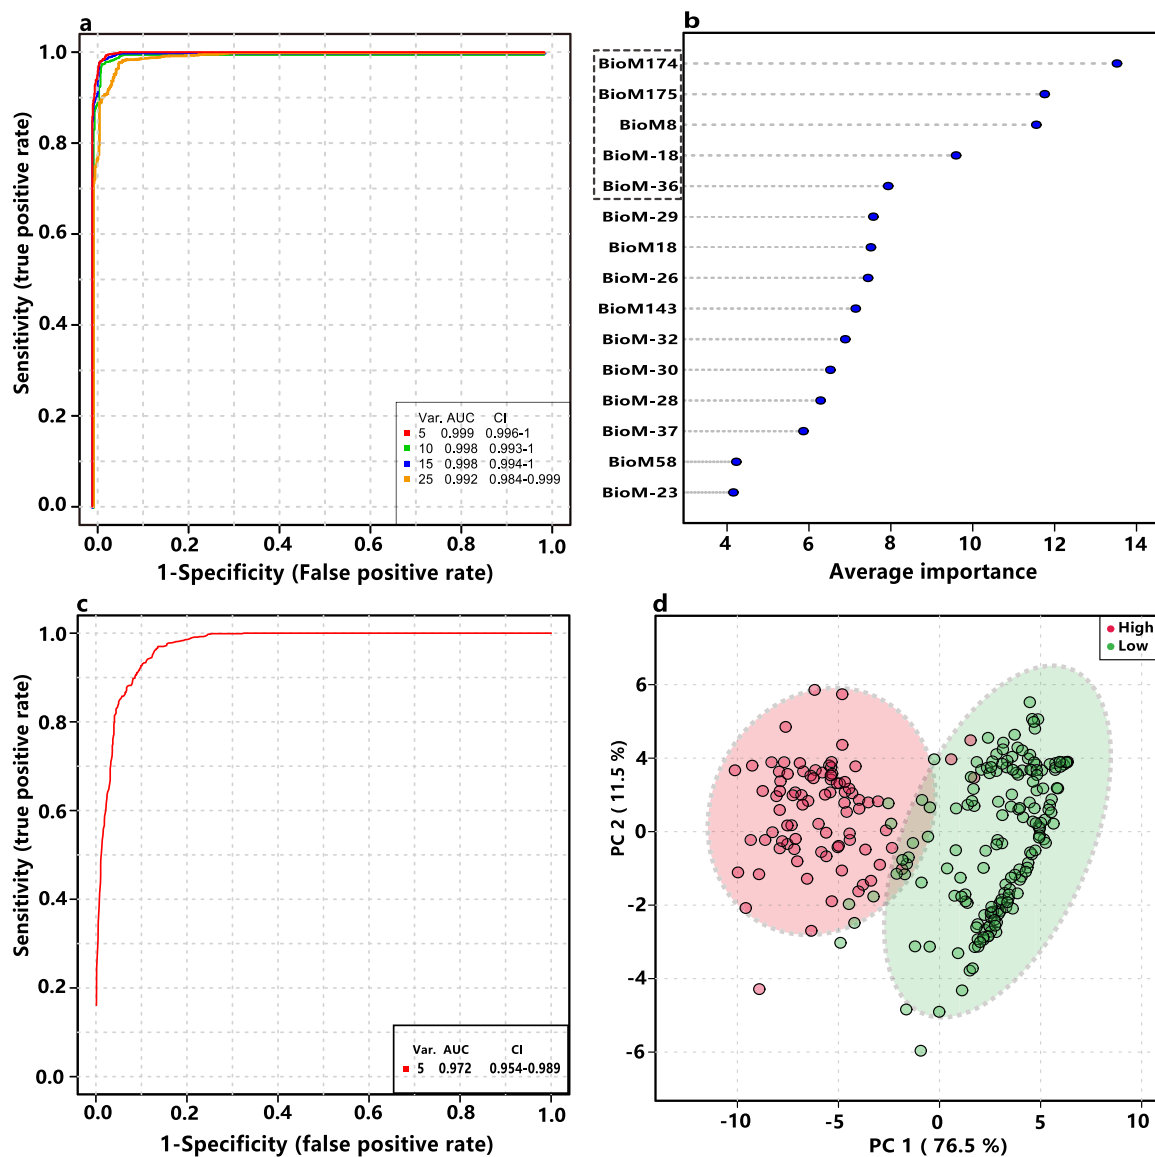 a
1.0
0.8
0.6
0.4
0.2
0.0
Sensitivity (true positive rate)
Var. AUC CI
5 0.999 0.996-1
10 0.998 0.993-1
15 0.998 0.994-1
25 0.992 0.984-0.999
0.0 0.2 0.4 0.6 0.8 1.0
1-Specificity (False positive rate)
b
BioM174
BioM175
BioM8
BioM-18
BioM-36
BioM-29
BioM18
BioM-26
BioM143
BioM-32
BioM-30
BioM-28
BioM-37
BioM58
BioM-23
4 6 8 10 12 14
Average importance
c
1.0
0.8
0.6
0.4
0.2
0.0
Sensitivity (true positive rate)
Var. AUC CI
5 0.972 0.954-0.989
0.0 0.2 0.4 0.6 0.8 1.0
1-Specificity (false positive rate)
d
High
Low
6
4
2
0
-2
-4
-6
PC 2 ( 11.5 %)
-10 -5 0 5 10
PC 1 ( 76.5 %)